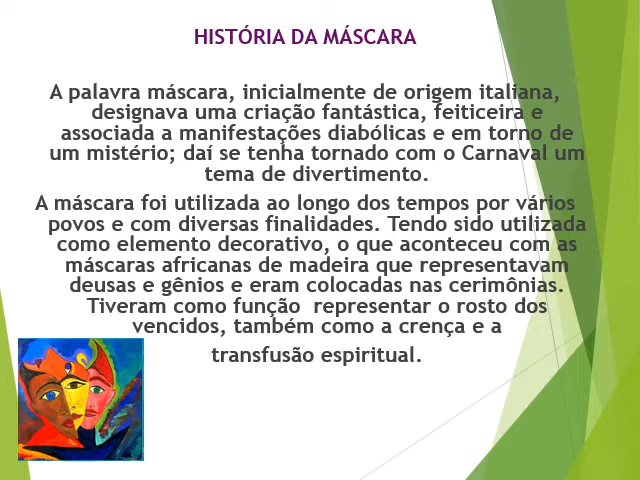 HISTÓRIA DA MÁSCARA
A palavra máscara, inicialmente de origem italiana,
designava uma criação fantástica, feiticeira e
associada a manifestações diabólicas e em torno de
um mistério; daí se tenha tornado com o Carnaval um
tema de divertimento.
A máscara foi utilizada ao longo dos tempos por vários
povos e com diversas finalidades. Tendo sido utilizada
como elemento decorativo, o que aconteceu com as
máscaras africanas de madeira que representavam
deusas e gênios e eram colocadas nas cerimônias.
Tiveram como função representar o rosto dos
vencidos, também como a crença e a
transfusão espiritual.